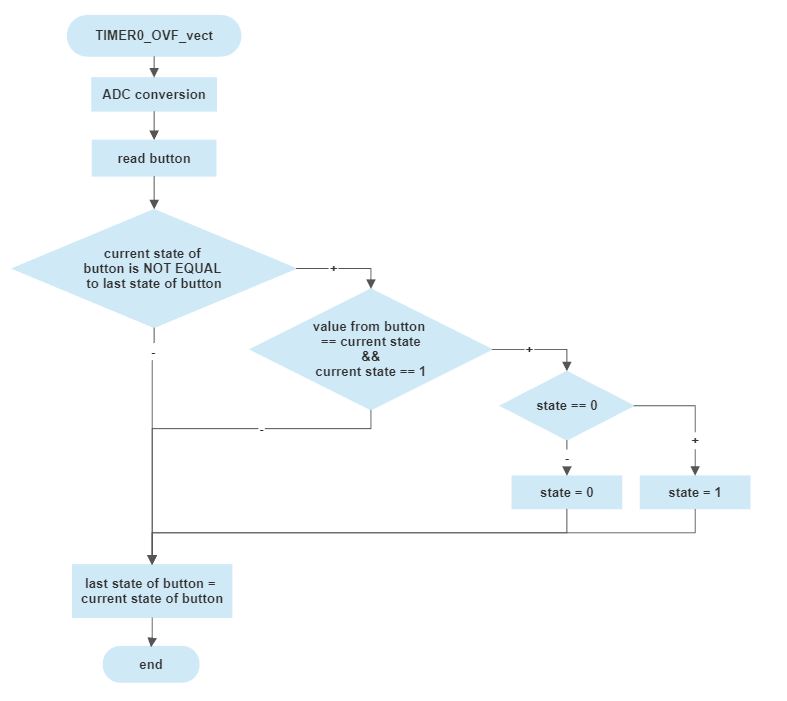 TIMER0_OVF_vect
ADC conversion
read button
current state of
button is NOT EQUAL
to last state of button
+
-
value from button
== current state
&&
current state == 1
+
-
state == 0
+
-
state = 0
state = 1
last state of button =
current state of button
end